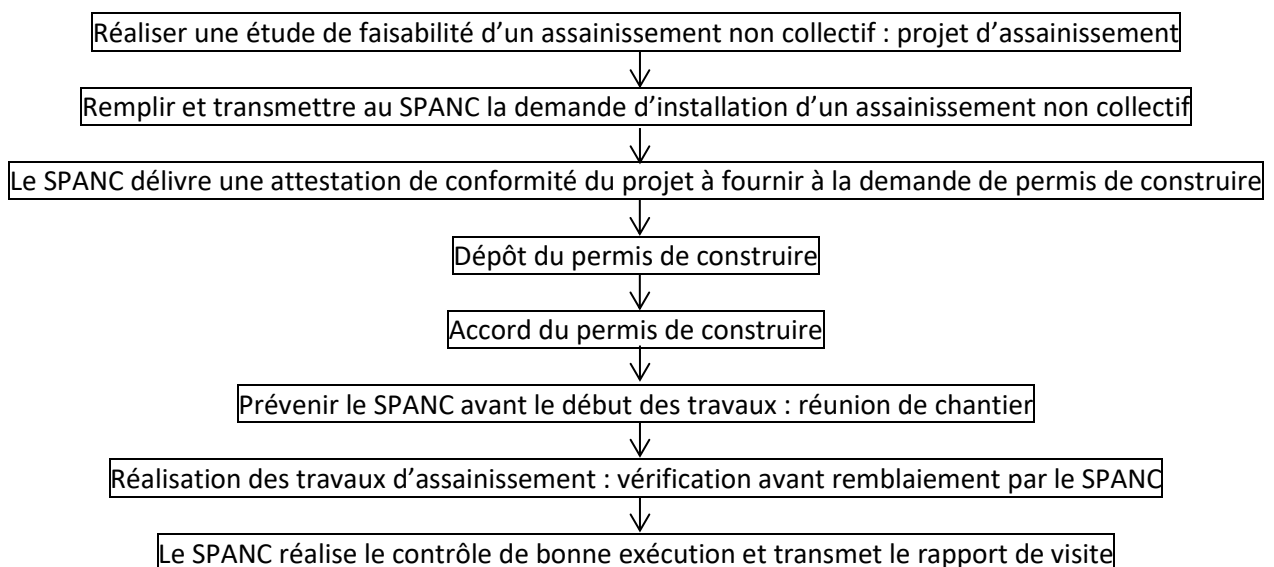 Réaliser une étude de faisabilité d’un assainissement non collectif : projet d’assainissement
Remplir et transmettre au SPANC la demande d’installation d’un assainissement non collectif
Le SPANC délivre une attestation de conformité du projet à fournir à la demande de permis de construire
Dépôt du permis de construire
Accord du permis de construire
Prévenir le SPANC avant le début des travaux : réunion de chantier
Réalisation des travaux d’assainissement : vérification avant remblaiement par le SPANC
Le SPANC réalise le contrôle de bonne exécution et transmet le rapport de visite